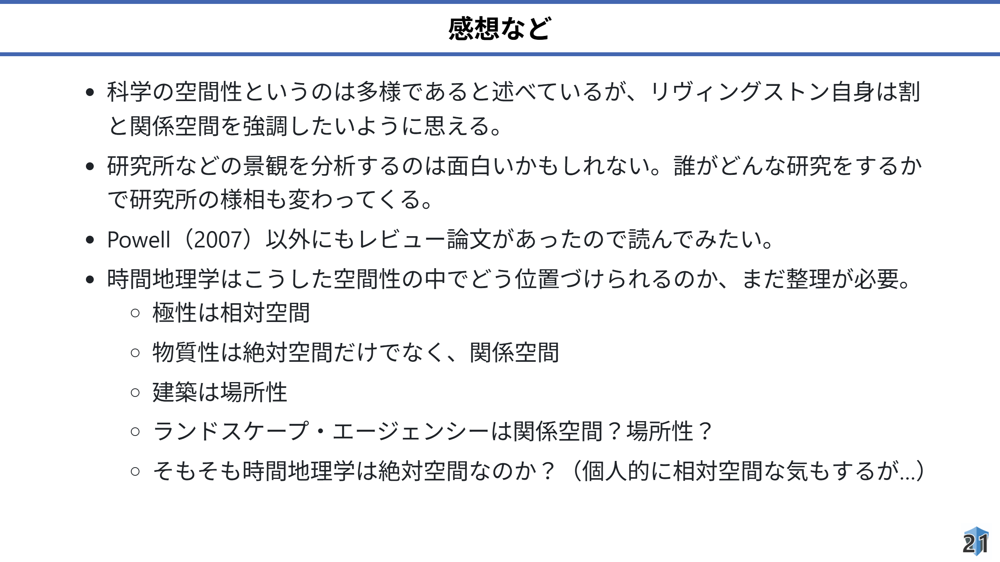 感想など
• 科学の空間性というのは多様であると述べているが、リヴィングストン自身は割
と関係空間を強調したいように思える。
• 研究所などの景観を分析するのは面白いかもしれない。誰がどんな研究をするか
で研究所の様相も変わってくる。
• Powell（2007）以外にもレビュー論文があったので読んでみたい。
• 時間地理学はこうした空間性の中でどう位置づけられるのか、まだ整理が必要。
○ 極性は相対空間
○ 物質性は絶対空間だけでなく、関係空間
○ 建築は場所性
○ ランドスケープ・エージェンシーは関係空間？場所性？
○ そもそも時間地理学は絶対空間なのか？（個人的に相対空間な気もするが...）
21